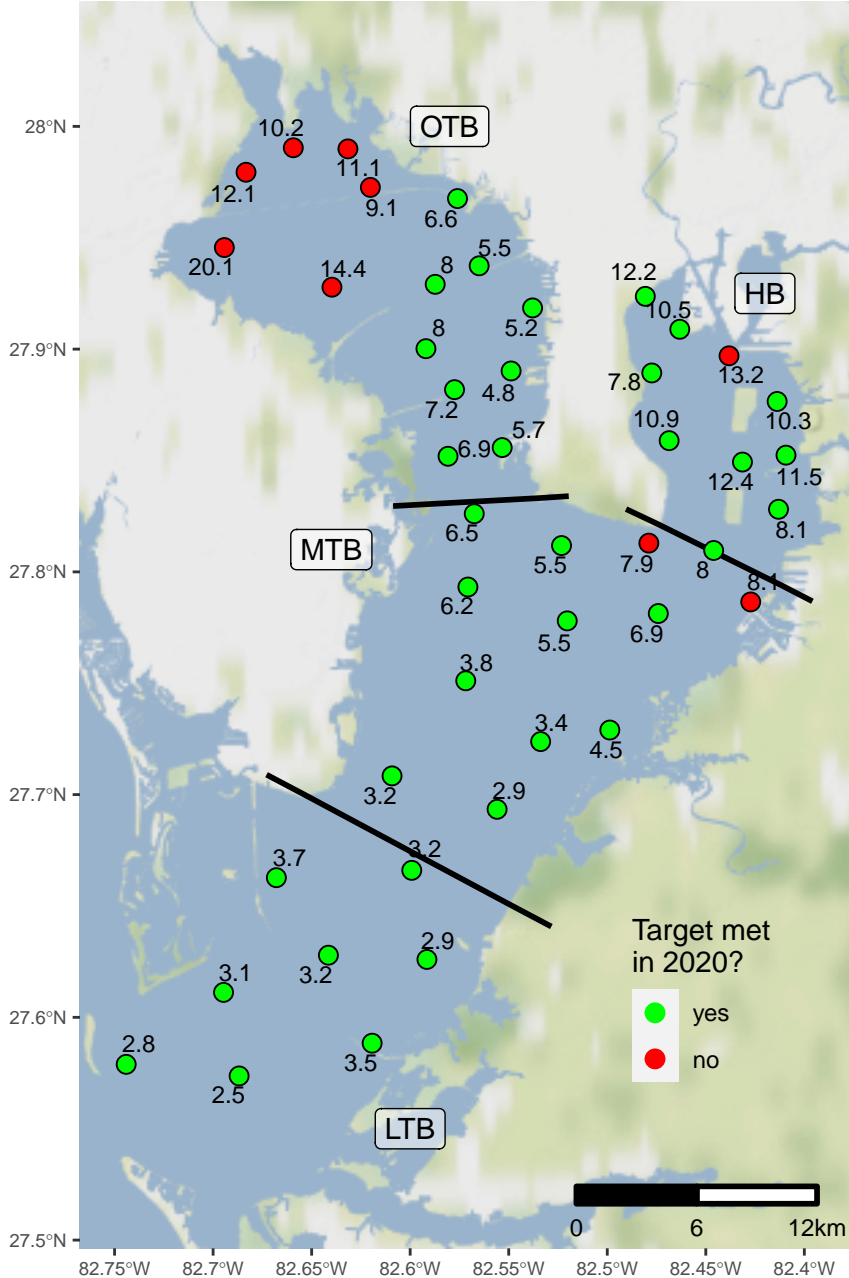 28°N
10.2
OTB
11.1
12.1
9.1
6.6
20.1
14.4
8
5.5
12.2
HB
10.5
5.2
27.9°N
8
13.2
7.8
4.8
7.2
10.3
10.9
5.7
6.9
12.4
11.5
6.5
8.1
MTB
5.5
7.9
8
27.8°N
8.1
6.2
5.5
6.9
3.8
3.4
4.5
27.7°N
3.2
2.9
3.2
3.7
Target met
in 2020?
2.9
3.2
3.1
yes
27.6°N
2.8
3.5
no
2.5
LTB
0 6 12km
27.5°N
82.75°W 82.7°W 82.65°W 82.6°W 82.55°W 82.5°W 82.45°W 82.4°W